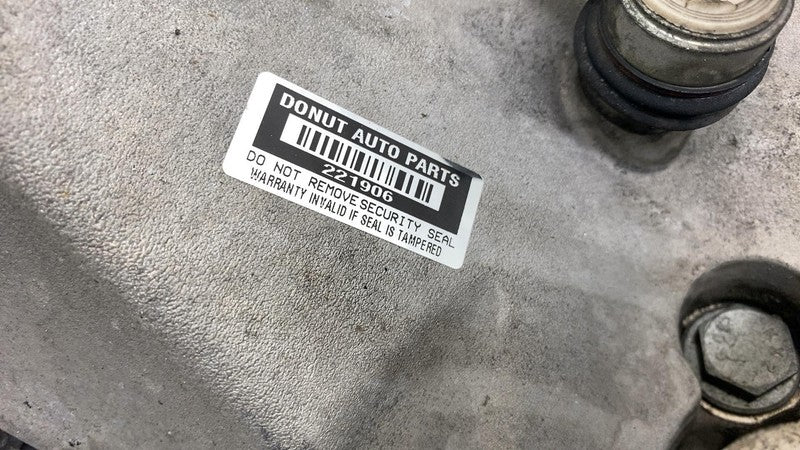 DONUT AUTO PARTS
221906
DO NOT REMOVE SECURITY SEAL
WARRANTY INVALID IF SEAL IS TAMPERED